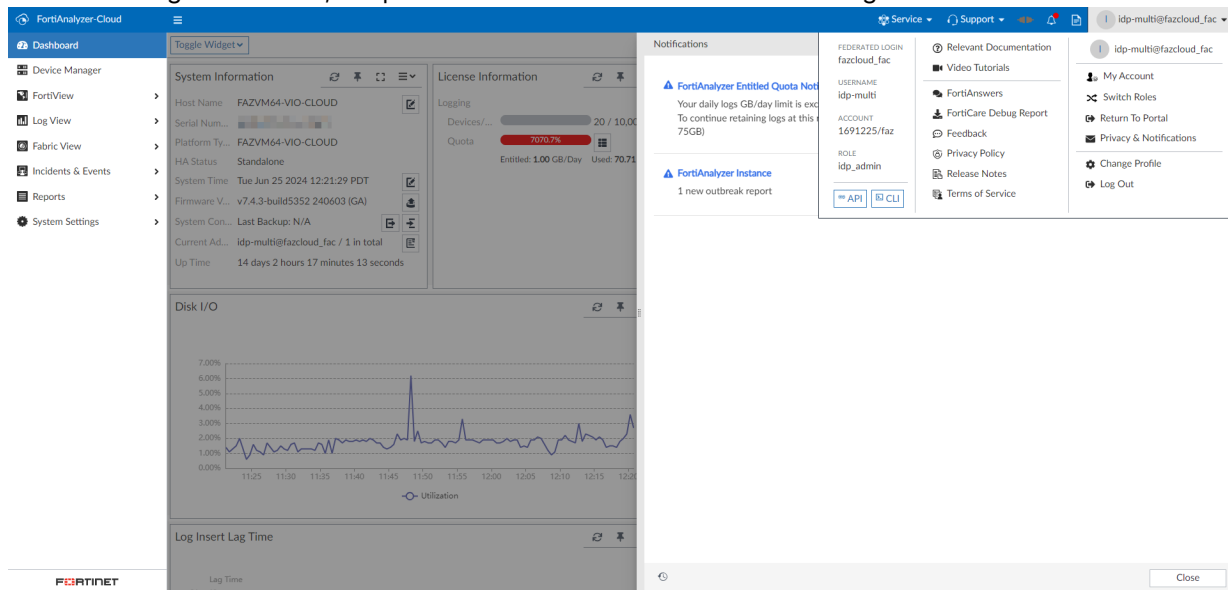 FortiAnalyzer-Cloud
Service
Support
I
idp-multi@fazcloud_fac
Dashboard
Device Manager
FortiView
Log View
Fabric View
Incidents & Events
Reports
System Settings
FORTINET
Toggle Widget
System Information
Host Name FAZVM64-VIO-CLOUD
Serial Num...
Platform Ty... FAZVM64-VIO-CLOUD
HA Status Standalone
System Time Tue Jun 25 2024 12:21:29 PDT
Firmware V... v7.4.3-build5352 240603 (GA)
System Con... Last Backup: N/A
Current Ad... idp-multi@fazcloud_fac / 1 in total
Up Time 14 days 2 hours 17 minutes 13 seconds
License Information
Logging
Devices/... 20 / 10,00
Quota 7070.7%
Entitled: 1.00 GB/Day Used: 70.71
Disk I/O
7.00%
6.00%
5.00%
4.00%
3.00%
2.00%
1.00%
0.00%
11:25 11:30 11:35 11:40 11:45 11:50 11:55 12:00 12:05 12:10 12:15 12:20
Utilization
Log Insert Lag Time
Lag Time
Notifications
FortiAnalyzer Entitled Quota Noti
Your daily logs GB/day limit is exc
To continue retaining logs at this
75GB)
FortiAnalyzer Instance
1 new outbreak report
FEDERATED LOGIN
fazcloud_fac
USERNAME
idp-multi
ACCOUNT
1691225/faz
ROLE
idp_admin
API CLI
Relevant Documentation
Video Tutorials
FortiAnswers
FortiCare Debug Report
Feedback
Privacy Policy
Release Notes
Terms of Service
I idp-multi@fazcloud_fac
My Account
Switch Roles
Return To Portal
Privacy & Notifications
Change Profile
Log Out
Close